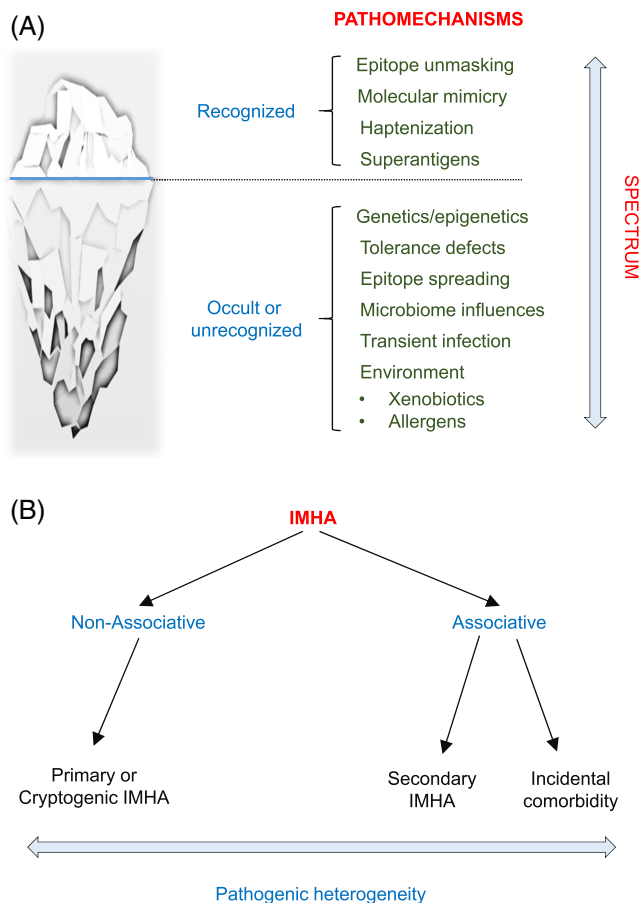 (A)
PATHOMECHANISMS
Recognized
Epitope unmasking
Molecular mimicry
Haptenization
Superantigens
Occult or
unrecognized
Genetics/epigenetics
Tolerance defects
Epitope spreading
Microbiome influences
Transient infection
Environment
• Xenobiotics
• Allergens
SPECTRUM
(B)
IMHA
Non-Associative
Associative
Primary or
Cryptogenic IMHA
Secondary
IMHA
Incidental
comorbidity
Pathogenic heterogeneity